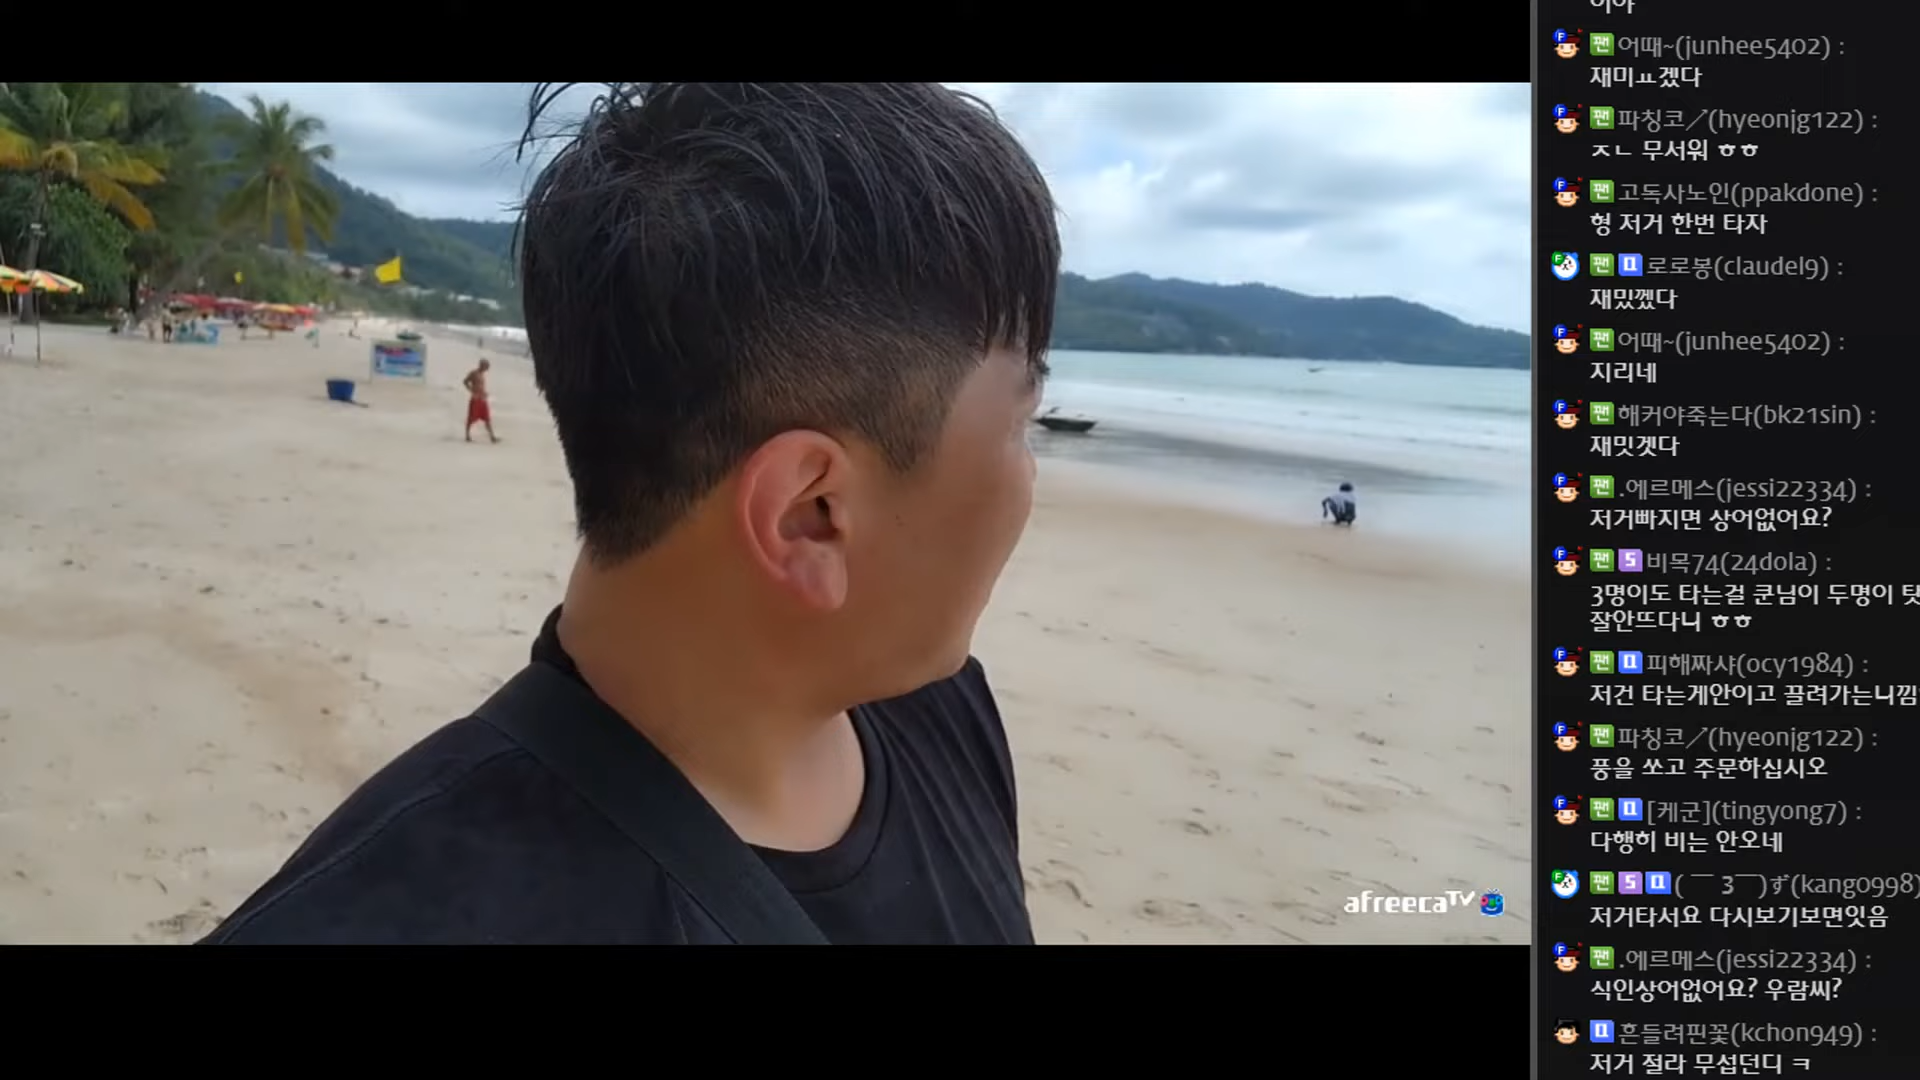 이야
어때~(junhee5402) :
재미ㅛ겠다
파칭코／(hyeonjg122) :
ㅈㄴ 무서워 ㅎㅎ
고독사노인(ppakdone) :
형 저거 한번 타자
로로봉(claudel9) :
재밌껬다
어때~(junhee5402) :
지리네
해커야죽는다(bk21sin) :
재밋겟다
.에르메스(jessi22334) :
저거빠지면 상어없어요?
비목74(24dola) :
3명이도 타는걸 쿤님이 두명이 탓
잘안뜨다니 ㅎㅎ
피해짜샤(ocy1984) :
저건 타는게안이고 끌려가는니낌
파칭코／(hyeonjg122) :
풍을 쏘고 주문하십시오
[케군](tingyong7) :
다행히 비는 안오네
(￣ 3￣)ず(kang0998)
저거타서요 다시보기보면잇음
.에르메스(jessi22334) :
식인상어없어요? 우람씨?
afreecaTV
흔들려핀꽃(kchon949) :
저거 절라 무섭던디 ㅋ